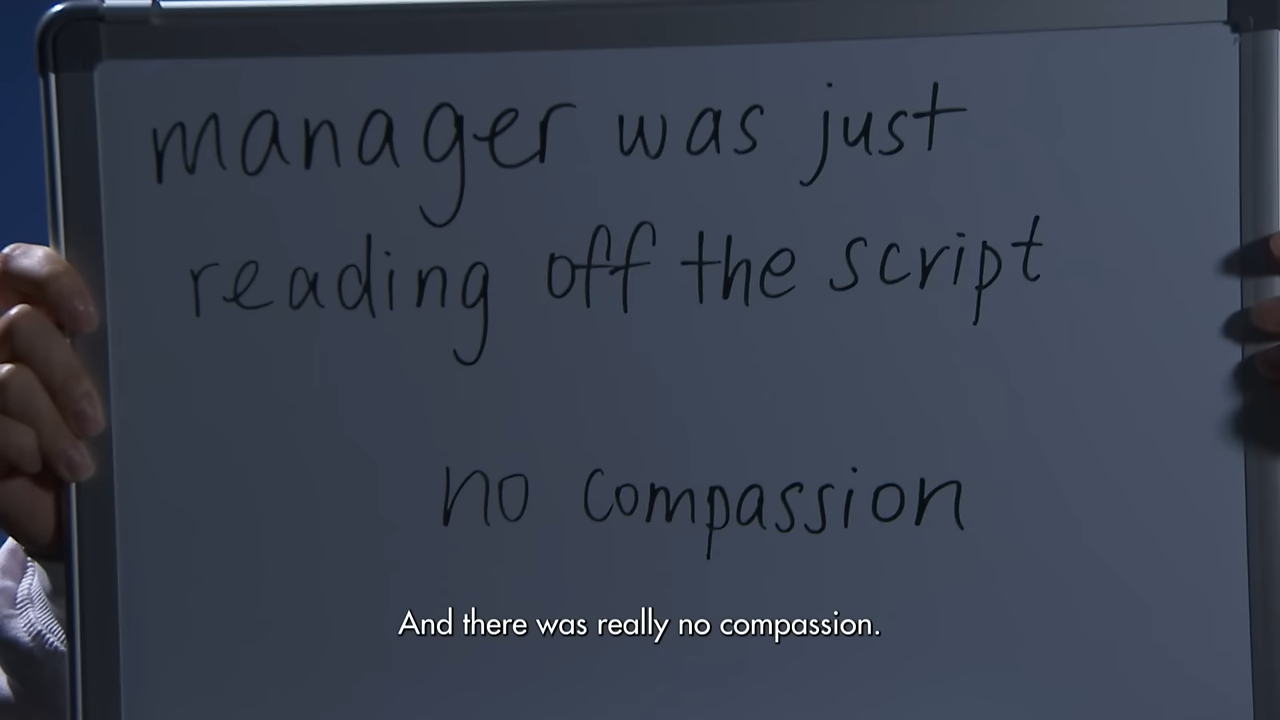 manager was just
reading off the script
no compassion
And there was really no compassion.